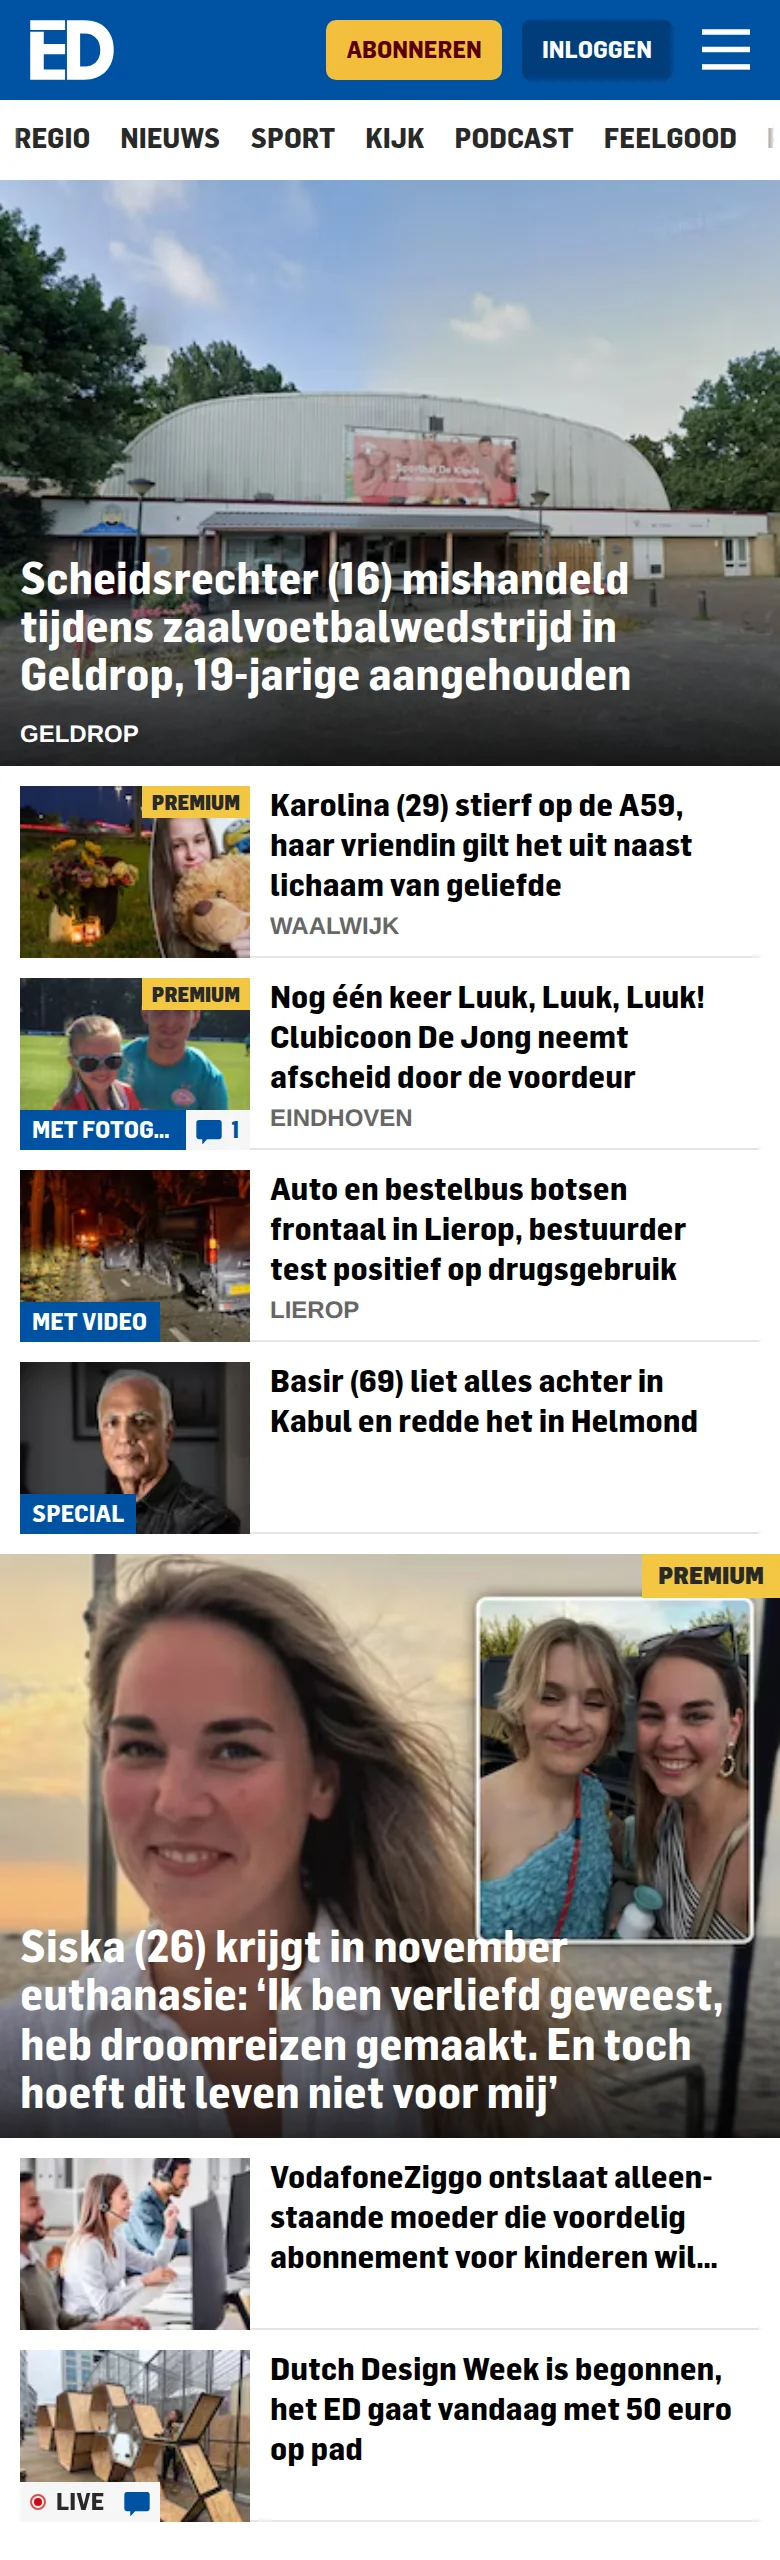 ED
ABONNEREN
INLOGGEN
REGIO NIEUWS SPORT KIJK PODCAST FEELGOOD
Sporthal De Kievit
Scheidsrechter (16) mishandeld
tijdens zaalvoetbalwedstrijd in
Geldrop, 19-jarige aangehouden
GELDROP
PREMIUM
Karolina (29) stierf op de A59,
haar vriendin gilt het uit naast
lichaam van geliefde
WAALWIJK
PREMIUM
MET FOTOG...
1
Nog één keer Luuk, Luuk, Luuk!
Clubicoon De Jong neemt
afscheid door de voordeur
EINDHOVEN
MET VIDEO
Auto en bestelbus botsen
frontaal in Lierop, bestuurder
test positief op drugsgebruik
LIEROP
SPECIAL
Basir (69) liet alles achter in
Kabul en redde het in Helmond
PREMIUM
Siska (26) krijgt in november
euthanasie: ‘Ik ben verliefd geweest,
heb droomreizen gemaakt. En toch
hoeft dit leven niet voor mij’
VodafoneZiggo ontslaat alleen-
staande moeder die voordelig
abonnement voor kinderen wil...
LIVE
Dutch Design Week is begonnen,
het ED gaat vandaag met 50 euro
op pad